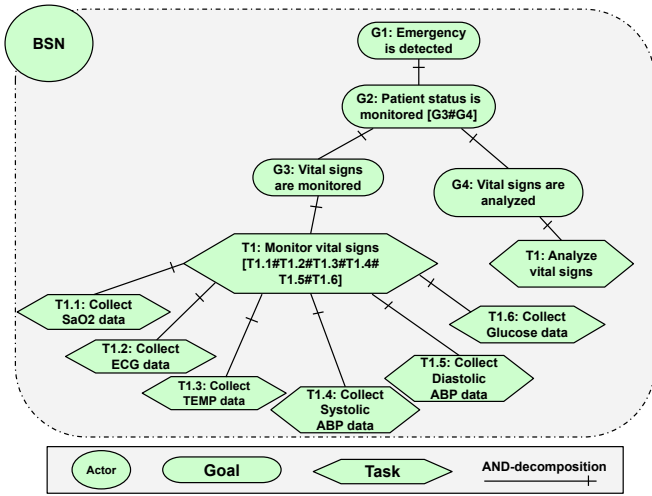 BSN
G1: Emergency
is detected
G2: Patient status is
monitored [G3#G4]
G3: Vital signs
are monitored
G4: Vital signs are
analyzed
T1: Monitor vital signs
[T1.1#T1.2#T1.3#T1.4#
T1.5#T1.6]
T1: Analyze
vital signs
T1.1: Collect
SaO2 data
T1.2: Collect
ECG data
T1.3: Collect
TEMP data
T1.4: Collect
Systolic
ABP data
T1.5: Collect
Diastolic
ABP data
T1.6: Collect
Glucose data
Actor
Goal
Task
AND-decomposition